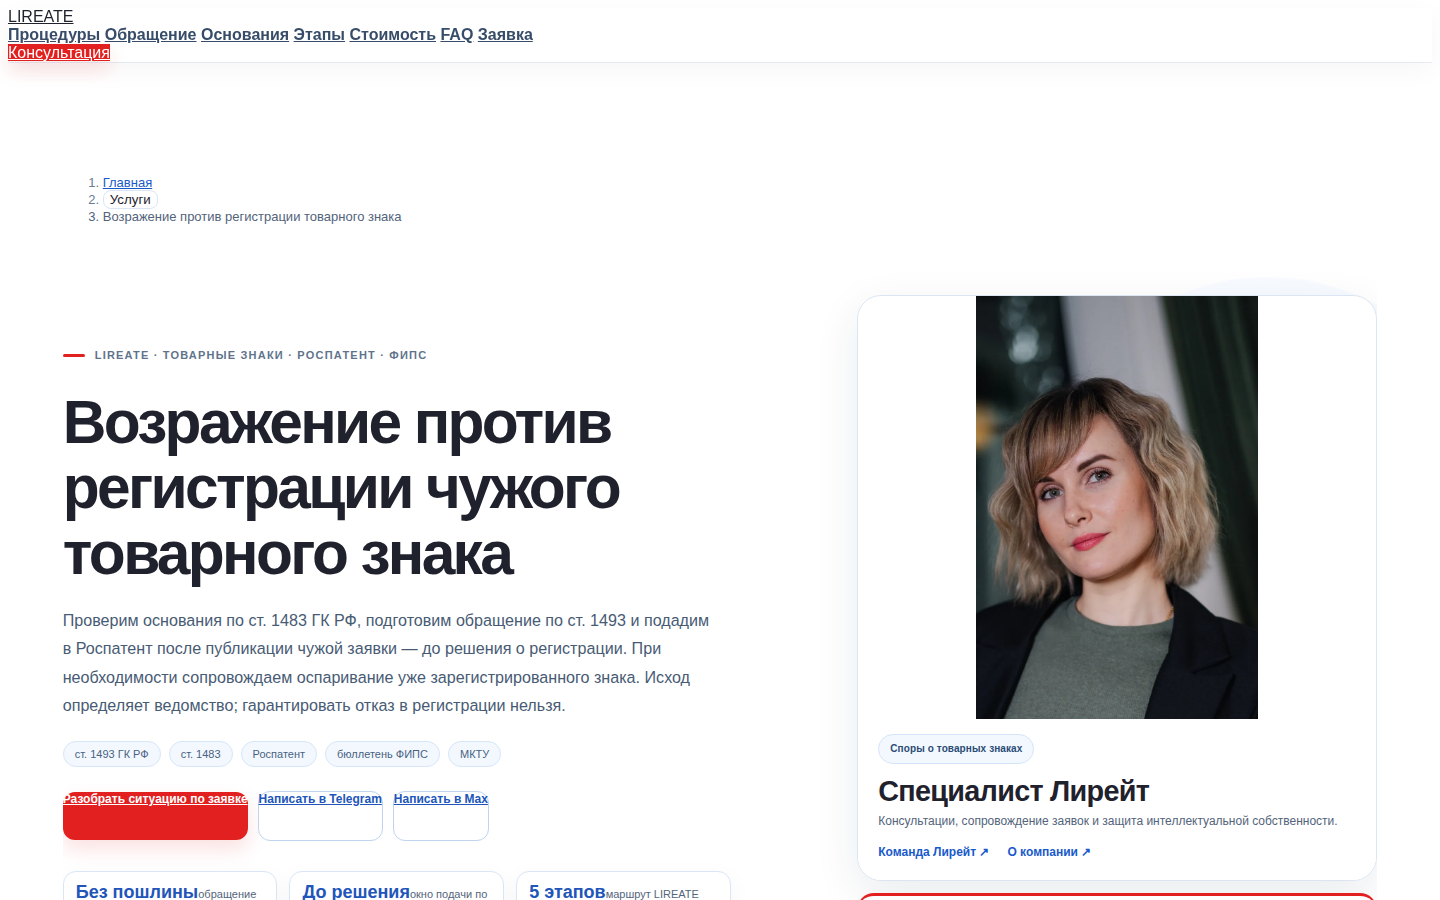 LIREATE
Процедуры Обращение Основания Этапы Стоимость FAQ Заявка
Консультация
1. Главная
2. Услуги
3. Возражение против регистрации товарного знака
LIREATE · ТОВАРНЫЕ ЗНАКИ · РОСПАТЕНТ · ФИПС
Возражение против
регистрации чужого
товарного знака
Проверим основания по ст. 1483 ГК РФ, подготовим обращение по ст. 1493 и подадим
в Роспатент после публикации чужой заявки — до решения о регистрации. При
необходимости сопровождаем оспаривание уже зарегистрированного знака. Исход
определяет ведомство; гарантировать отказ в регистрации нельзя.
ст. 1493 ГК РФ ст. 1483 Роспатент бюллетень ФИПС МКТУ
Разобрать ситуацию по заявке Написать в Telegram Написать в Max
Без пошлины обращение До решения окно подачи по 5 этапов маршрут LIREATE
Споры о товарных знаках
Специалист Лирейт
Консультации, сопровождение заявок и защита интеллектуальной собственности.
Команда Лирейт ↗ О компании ↗